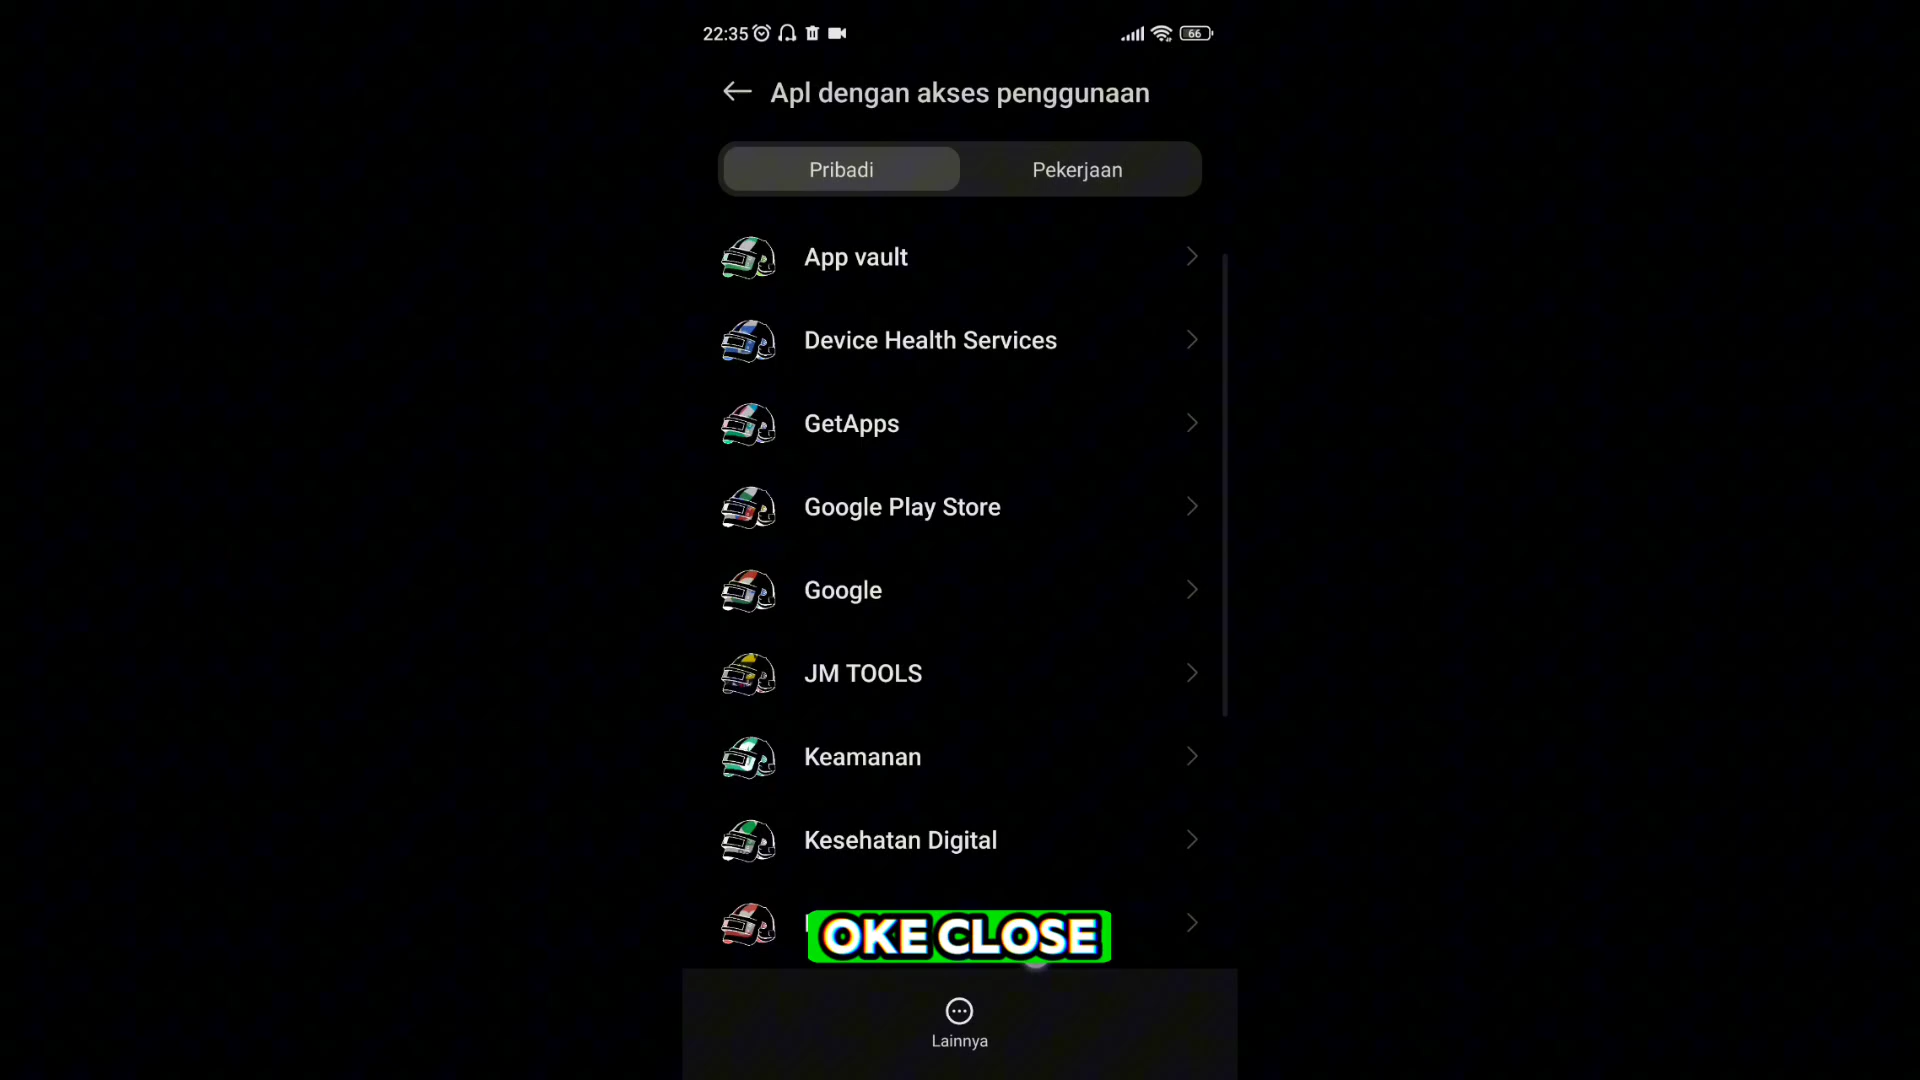 22:35 66
Apl dengan akses penggunaan
Pribadi Pekerjaan
App vault
Device Health Services
GetApps
Google Play Store
Google
JM TOOLS
Keamanan
Kesehatan Digital
OKE CLOSE
Lainnya